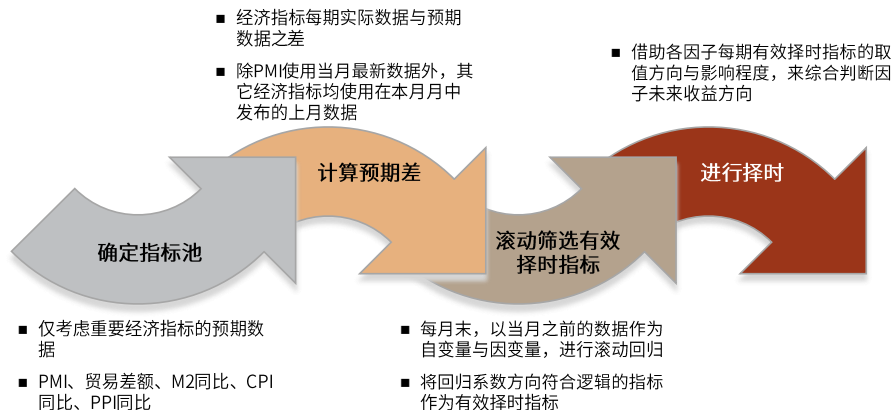 ■ 经济指标每期实际数据与预期
数据之差
■ 除PMI使用当月最新数据外，其
它经济指标均使用在本月月中
发布的上月数据
■ 借助各因子每期有效择时指标的取
值方向与影响程度，来综合判断因
子未来收益方向
确定指标池
计算预期差
滚动筛选有效
择时指标
进行择时
■ 仅考虑重要经济指标的预期数
据
■ PMI、贸易差额、M2同比、CPI
同比、PPI同比
■ 每月末，以当月之前的数据作为
自变量与因变量，进行滚动回归
■ 将回归系数方向符合逻辑的指标
作为有效择时指标